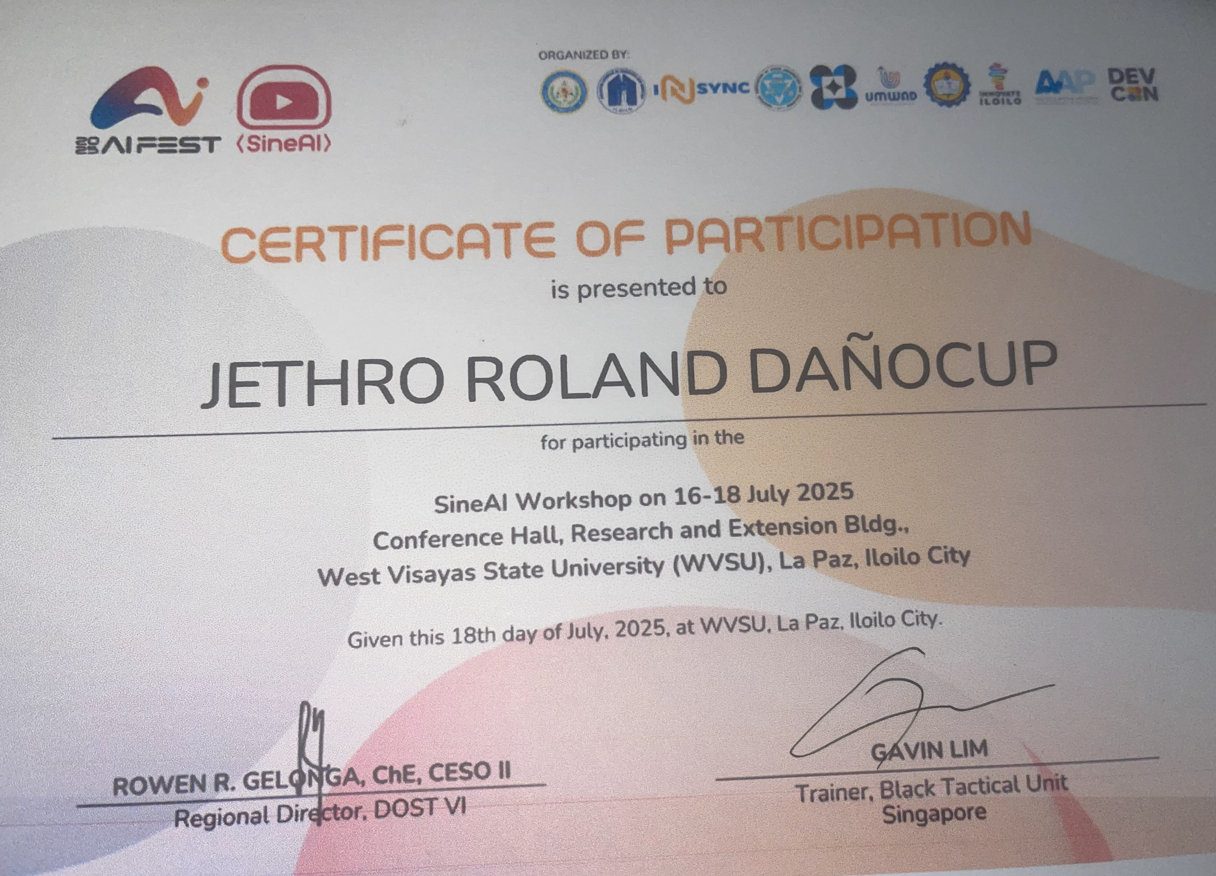 ORGANIZED BY:
2025 AI FEST
<SineAI>
INSYNC
UMWAD
INNOVATE
ILOILO
AAP
DEV
CON
CERTIFICATE OF PARTICIPATION
is presented to
JETHRO ROLAND DAÑOCUP
for participating in the
SineAI Workshop on 16-18 July 2025
Conference Hall, Research and Extension Bldg.,
West Visayas State University (WVSU), La Paz, Iloilo City
Given this 18th day of July, 2025, at WVSU, La Paz, Iloilo City.
ROWEN R. GELONGA, ChE, CESO II
Regional Director, DOST VI
GAVIN LIM
Trainer, Black Tactical Unit
Singapore